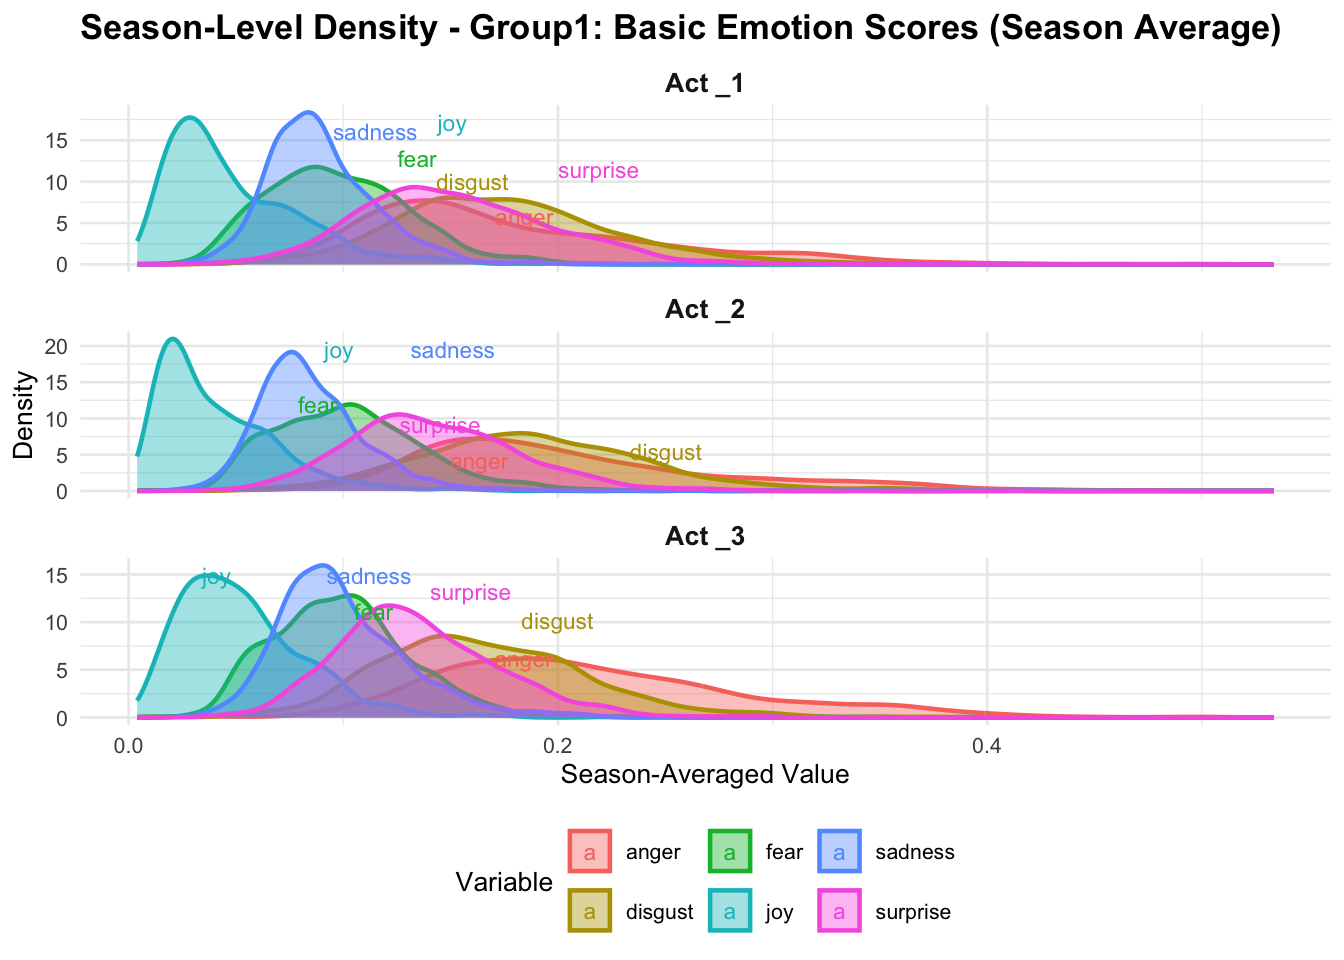 Season-Level Density - Group1: Basic Emotion Scores (Season Average)
Act _1
joy
sadness
fear
surprise
disgust
anger
15
10
5
0
Act _2
joy
sadness
fear
surprise
disgust
anger
20
15
10
5
0
Density
Act _3
joy
sadness
surprise
fear
disgust
anger
15
10
5
0
0.0 0.2 0.4
Season-Averaged Value
Variable
a anger a fear a sadness
a disgust a joy a surprise